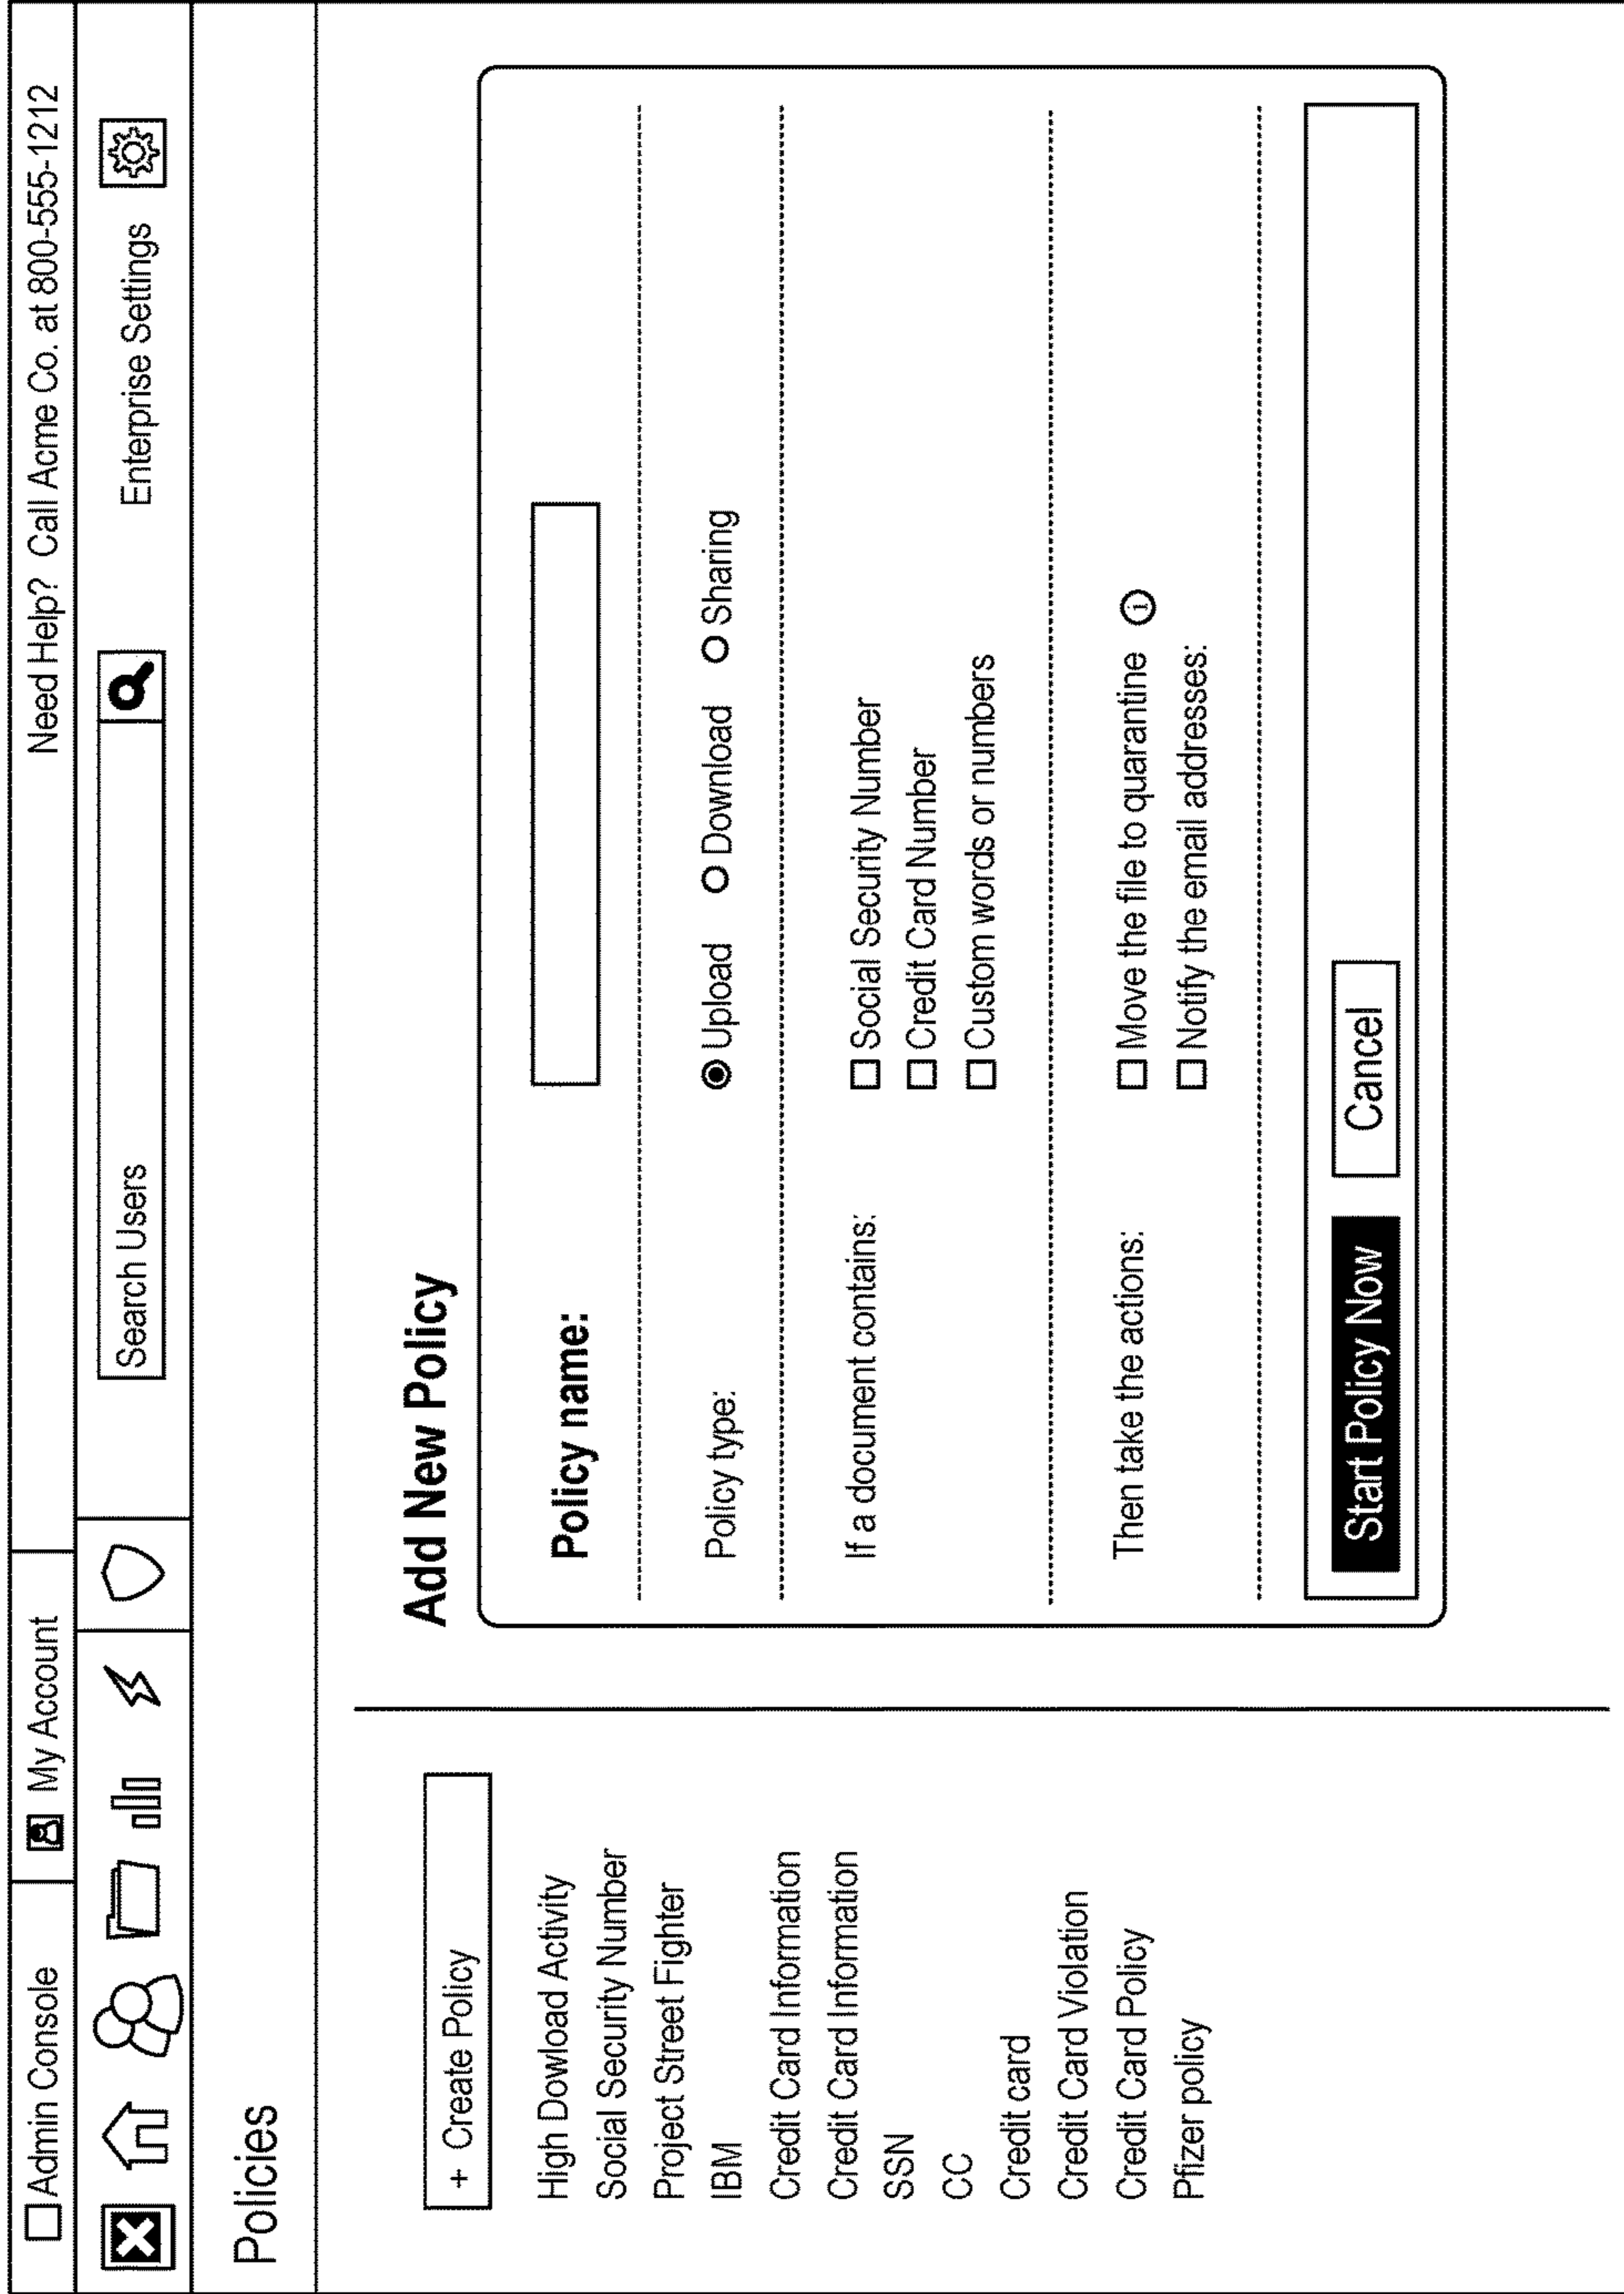 Admin Console
My Account
Need Help? Call Acme Co. at 800-555-1212
Search Users
Enterprise Settings
Policies
+ Create Policy
High Dowload Activity
Social Security Number
Project Street Fighter
IBM
Credit Card Information
Credit Card Information
SSN
CC
Credit card
Credit Card Violation
Credit Card Policy
Pfizer policy
Add New Policy
Policy name:
Policy type:
Upload
Download
Sharing
If a document contains:
Social Security Number
Credit Card Number
Custom words or numbers
Then take the actions:
Move the file to quarantine i
Notify the email addresses:
Start Policy Now
Cancel